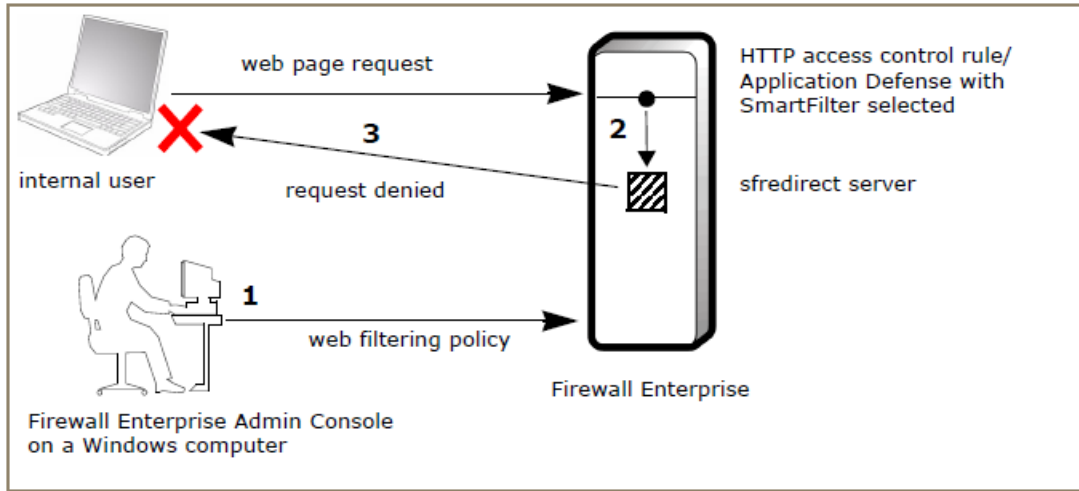 web page request
HTTP access control rule/
Application Defense with
SmartFilter selected
2
3
internal user
request denied
sfredirect server
1
web filtering policy
Firewall Enterprise
Firewall Enterprise Admin Console
on a Windows computer